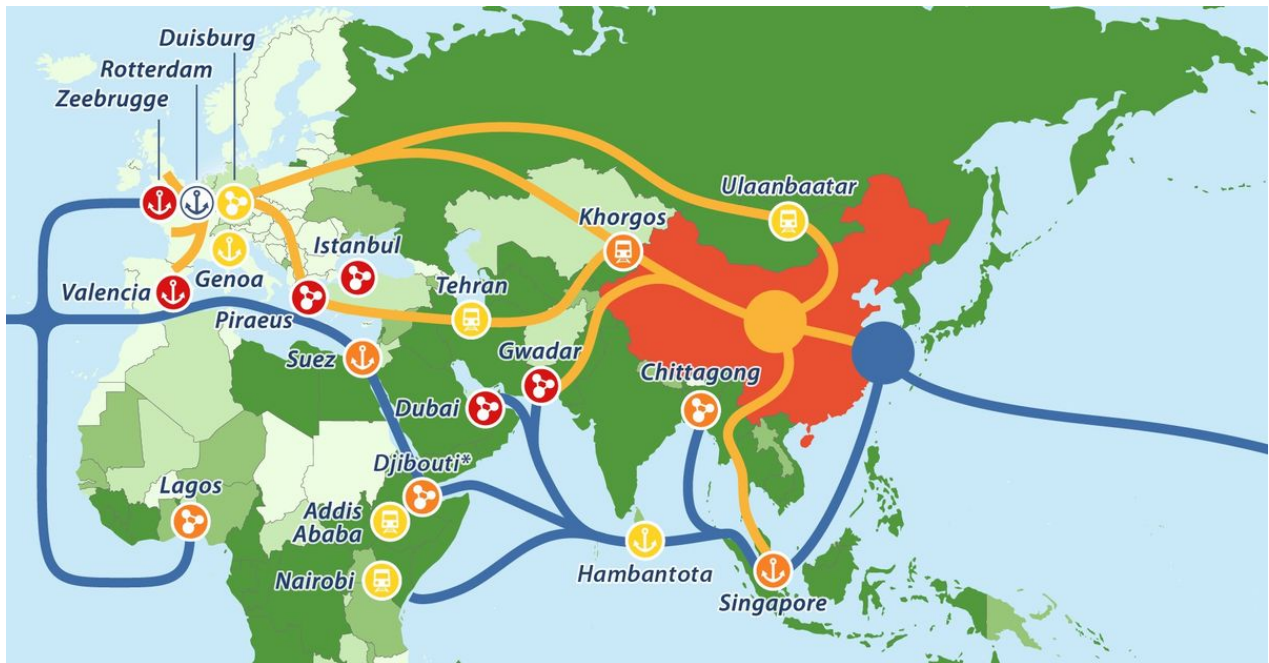 Duisburg
Rotterdam
Zeebrugge
Ulaanbaatar
Khorgos
Istanbul
Genoa
Tehran
Valencia
Piraeus
Suez
Gwadar
Chittagong
Dubai
Djibouti*
Lagos
Addis
Ababa
Nairobi
Hambantota
Singapore